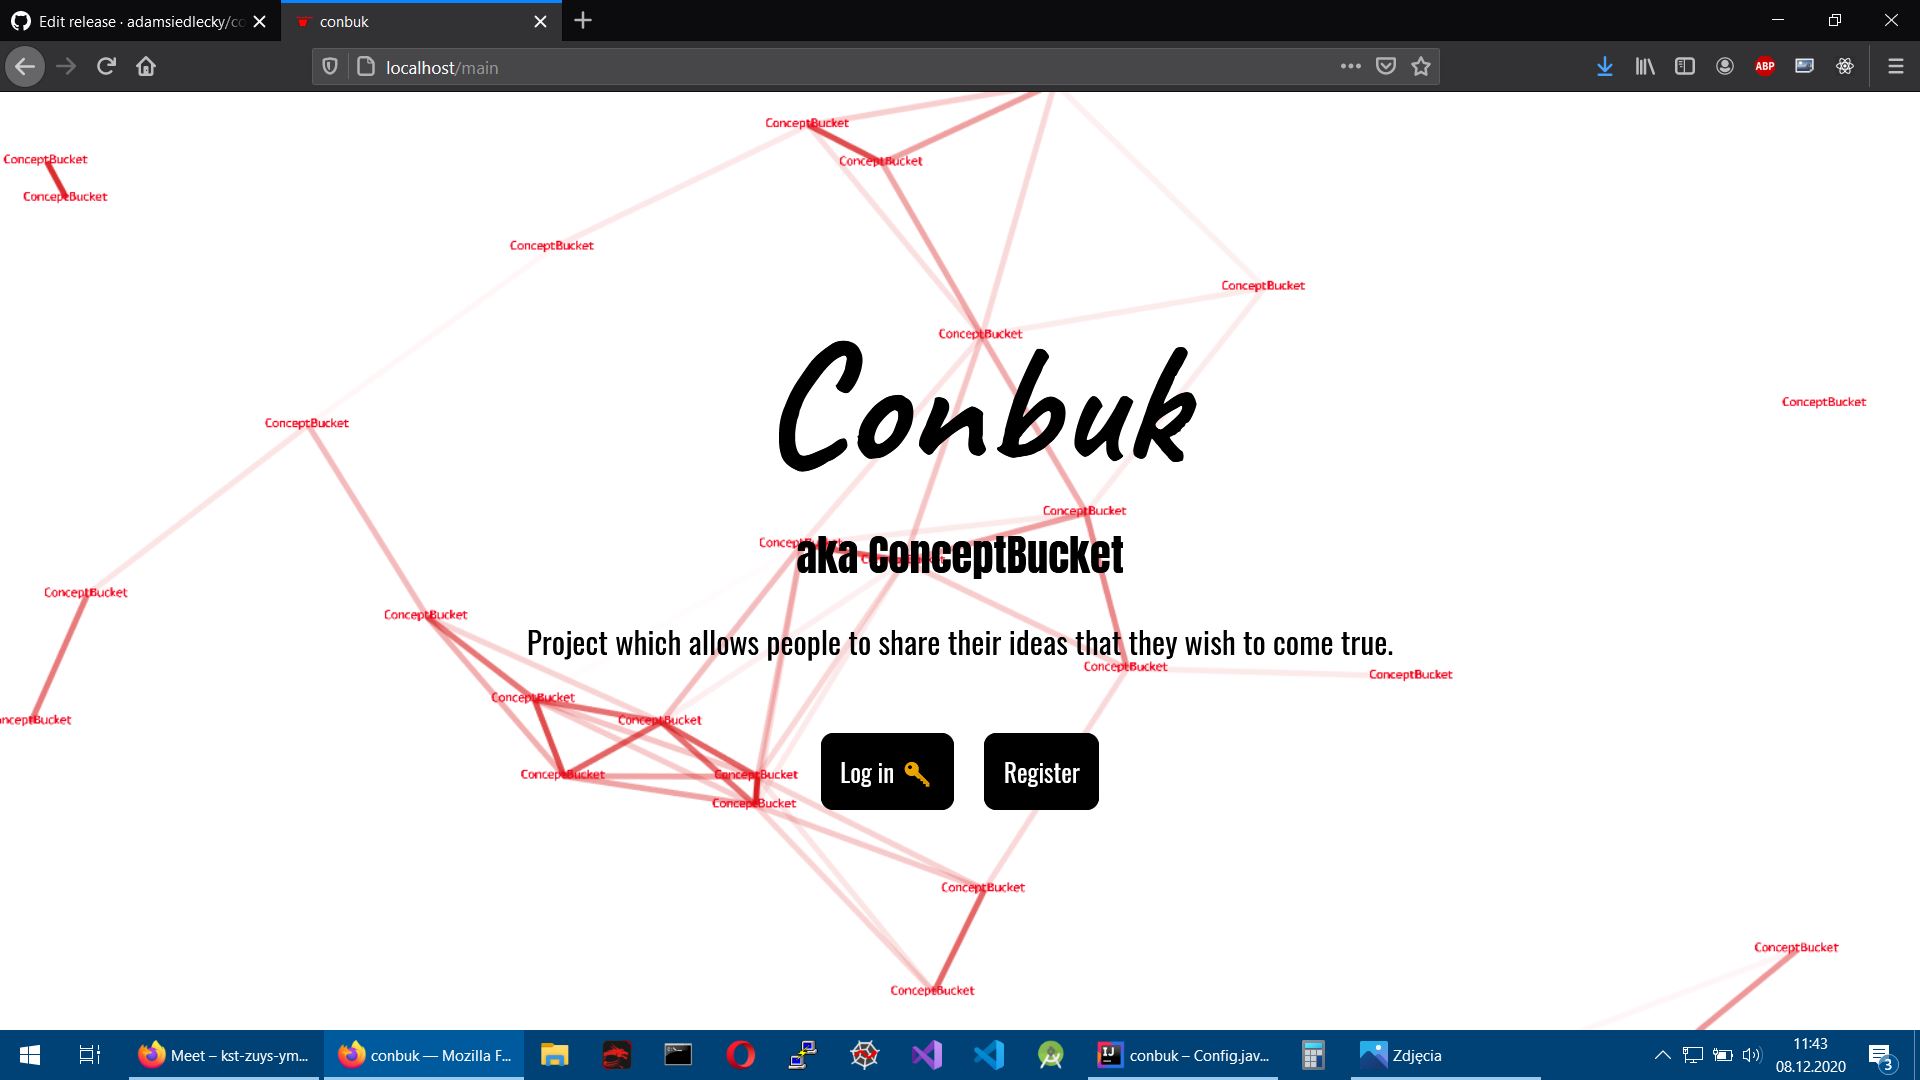 Edit release · adamsiedlecky/co
conbuk
localhost/main
ABP
ConceptBucket
ConceptBucket
ConceptBucket
ConceptBucket
ConceptBucket
ConceptBucket
ConceptBucket
Conbuk
ConceptBucket
ConceptBucket
ConceptBucket
aka ConceptBucket
ConceptBucket
ConceptBucket
Project which allows people to share their ideas that they wish to come true.
ConceptBucket
ConceptBucket
ConceptBucket
ConceptBucket
nceptBucket
ConceptBucket
ConceptBucket
Log in
Register
ConceptBucket
ConceptBucket
ConceptBucket
ConceptBucket
Meet – kst-zuys-ym...
conbuk — Mozilla F...
IJ
conbuk – Config.jav...
Zdjęcia
11:43
08.12.2020
3